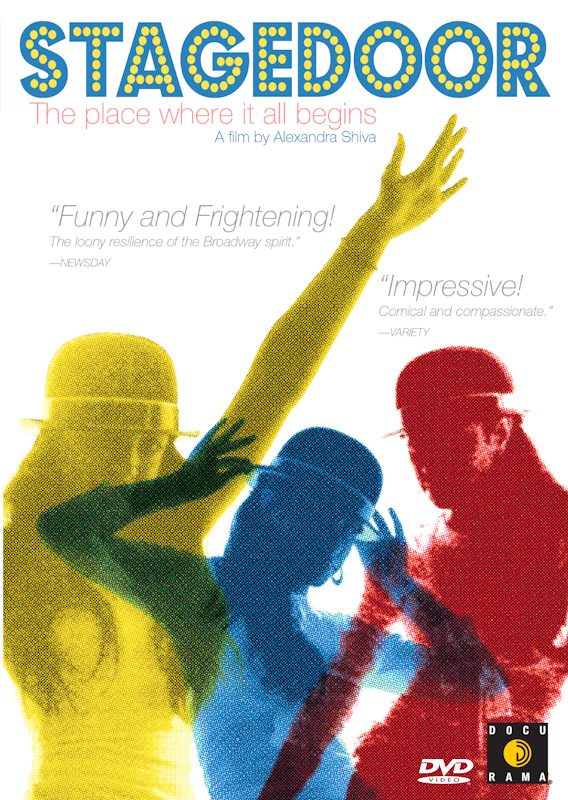 STAGEDOOR
The place where it all begins
A film by Alexandra Shiva
“Funny and Frightening!
The loony resilience of the Broadway spirit.”
—NEWSDAY
“Impressive!
Comical and compassionate.”
—VARIETY
DVD
VIDEO
DOCU
RAMA